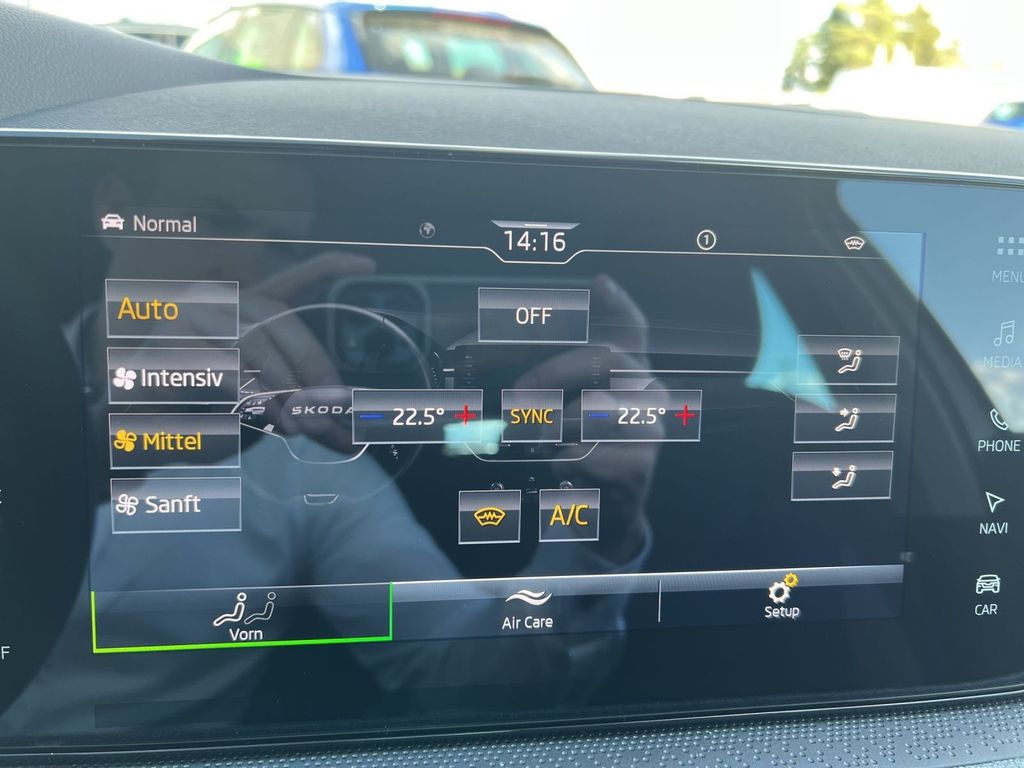 Normal
14:16
1
MENU
Auto
OFF
Intensiv
MEDIA
SKODA
22.5°
SYNC
22.5°
Mittel
PHONE
Sanft
A/C
NAVI
Vorn
Air Care
Setup
CAR
F